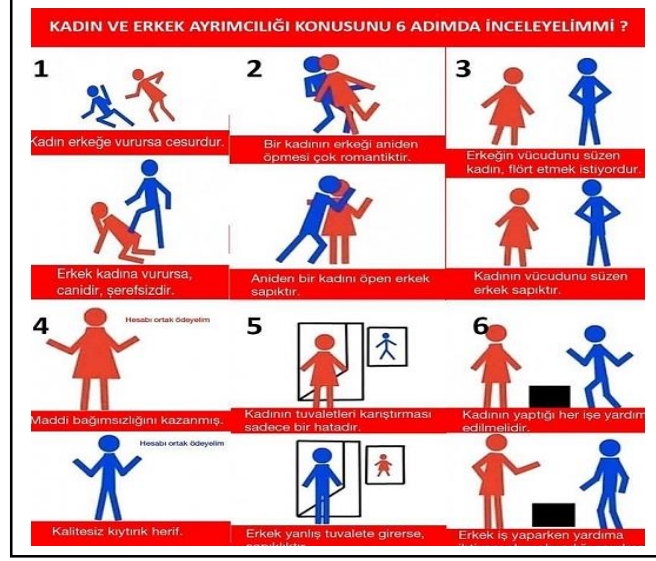 KADIN VE ERKEK AYRIMCILIĞI KONUSUNU 6 ADIMDA İNCELEYELİMMİ ?
1
Kadın erkeğe vurursa cesurdur.
Erkek kadına vurursa,
canidir, şerefsizdir.
2
Bir kadının erkeği aniden
öpmesi çok romantiktir.
Aniden bir kadını öpen erkek
sapıktır.
3
Erkeğin vücudunu süzen
kadın, flört etmek istiyordur.
Kadının vücudunu süzen
erkek sapıktır.
4
Hesabı ortak ödeyelim
Maddi bağımsızlığını kazanmış.
Hesabı ortak ödeyelim
Kalitesiz kıytırık herif.
5
Kadının tuvaletleri karıştırması
sadece bir hatadır.
Erkek yanlış tuvalete girerse,
6
Kadının yaptığı her işe yardım
edilmelidir.
Erkek iş yaparken yardıma